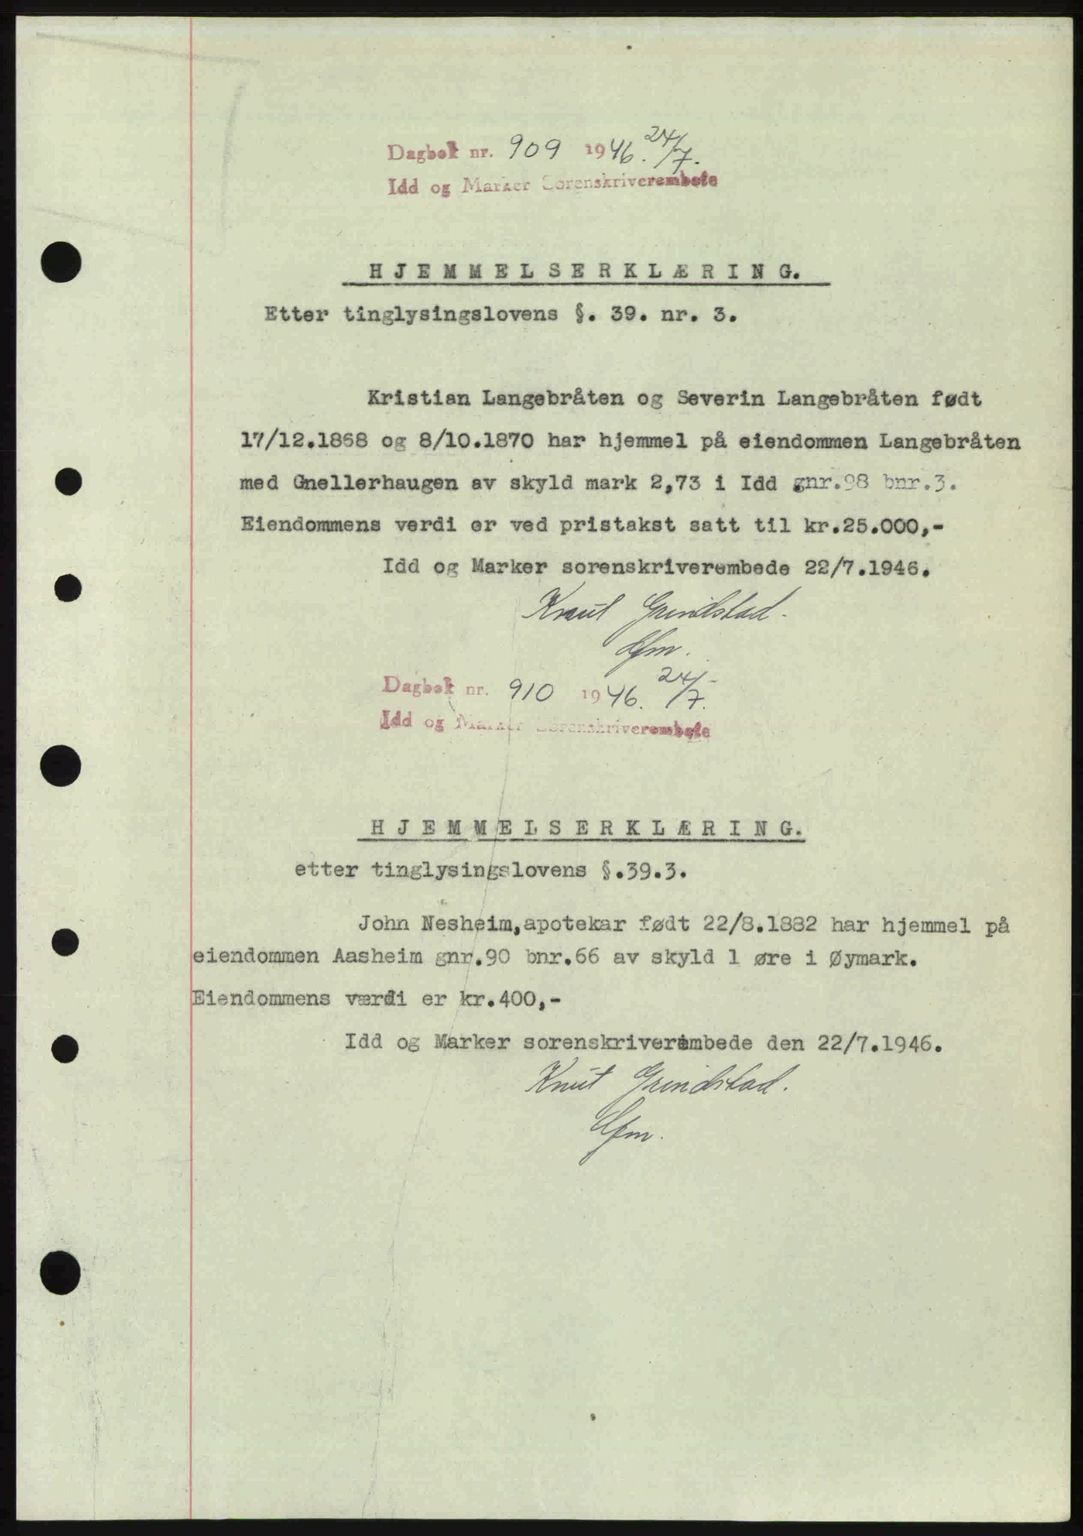 Dagbok nr. 909 1946. 24/7.
Idd og Marker Sorenskriverembete
HJEMMELSERKLÆRING.
Etter tinglysingslovens §. 39. nr. 3.
Kristian Langebråten og Severin Langebråten født
17/12.1868 og 8/10.1870 har hjemmel på eiendommen Langebråten
med Gnellerhaugen av skyld mark 2,73 i Idd gnr.98 bnr.3.
Eiendommens verdi er ved pristakst satt til kr.25.000,-
Idd og Marker sorenskriverembede 22/7.1946.
Knut Grindstad.
Dagbok nr. 910 1946. 24/7.
Idd og Marker Sorenskriverembete
HJEMMELSERKLÆRING.
etter tinglysingslovens §.39.3.
John Nesheim,apotekar født 22/8.1882 har hjemmel på
eiendommen Aasheim gnr.90 bnr.66 av skyld 1 øre i Øymark.
Eiendommens værdi er kr.400,-
Idd og Marker sorenskriverembede den 22/7.1946.
Knut Grindstad.